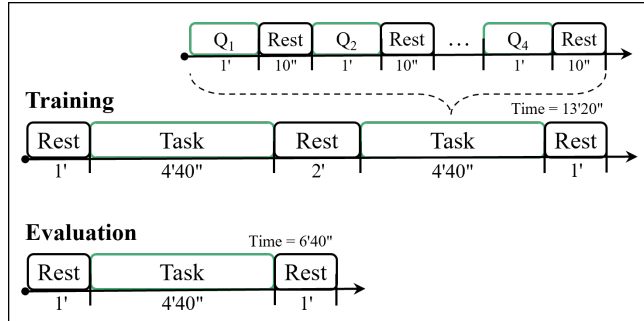 Q1 Rest Q2 Rest … Q4 Rest
1' 10" 1' 10" 1' 10"
Training
Time = 13'20"
Rest Task Rest Task Rest
1' 4'40" 2' 4'40" 1'
Evaluation
Time = 6'40"
Rest Task Rest
1' 4'40" 1'